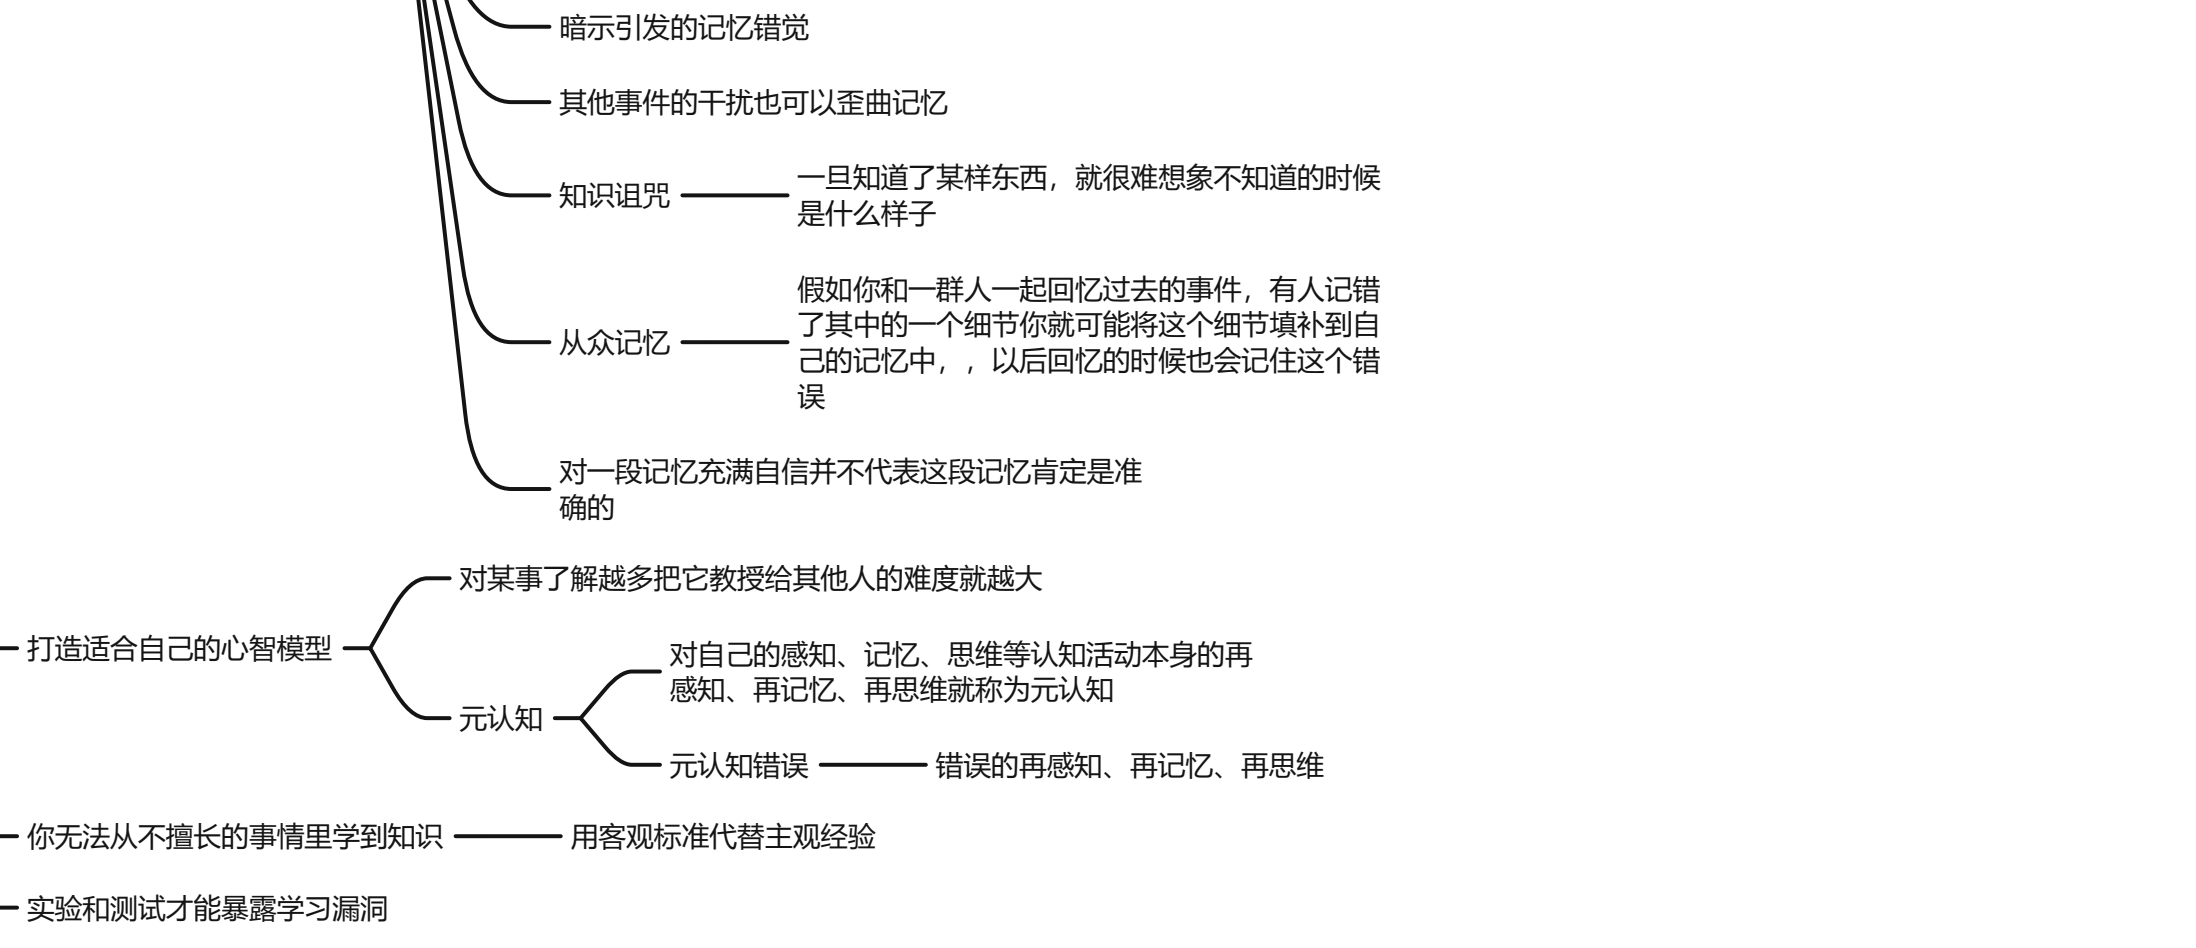 暗示引发的记忆错觉
其他事件的干扰也可以歪曲记忆
知识诅咒
一旦知道了某样东西，就很难想象不知道的时候
是什么样子
从众记忆
假如你和一群人一起回忆过去的事件，有人记错
了其中的一个细节你就可能将这个细节填补到自
己的记忆中，，以后回忆的时候也会记住这个错
误
对一段记忆充满自信并不代表这段记忆肯定是准
确的
打造适合自己的心智模型
对某事了解越多把它教授给其他人的难度就越大
元认知
对自己的感知、记忆、思维等认知活动本身的再
感知、再记忆、再思维就称为元认知
元认知错误
错误的再感知、再记忆、再思维
你无法从不擅长的事情里学到知识
用客观标准代替主观经验
实验和测试才能暴露学习漏洞